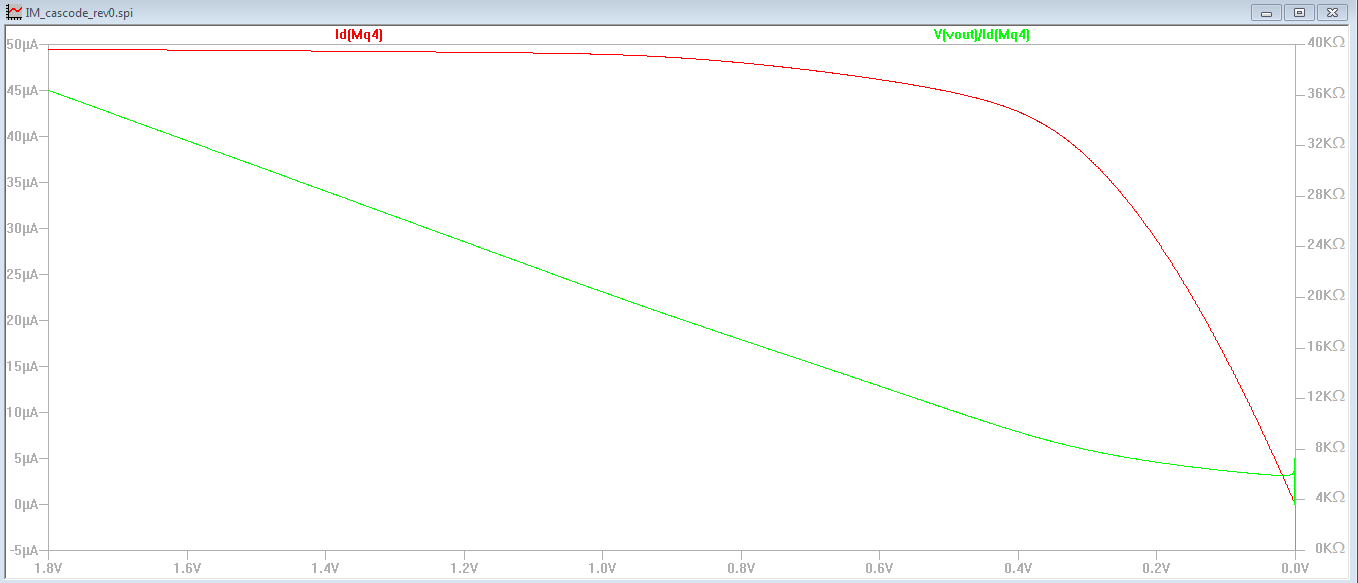 IM_cascode_rev0.spi
Id(Mq4) V(vout)/Id(Mq4)
50µA 40KΩ
45µA 36KΩ
40µA 32KΩ
35µA 28KΩ
30µA 24KΩ
25µA 20KΩ
20µA 16KΩ
15µA 12KΩ
10µA 8KΩ
5µA 4KΩ
0µA 0KΩ
-5µA
1.8V 1.6V 1.4V 1.2V 1.0V 0.8V 0.6V 0.4V 0.2V 0.0V